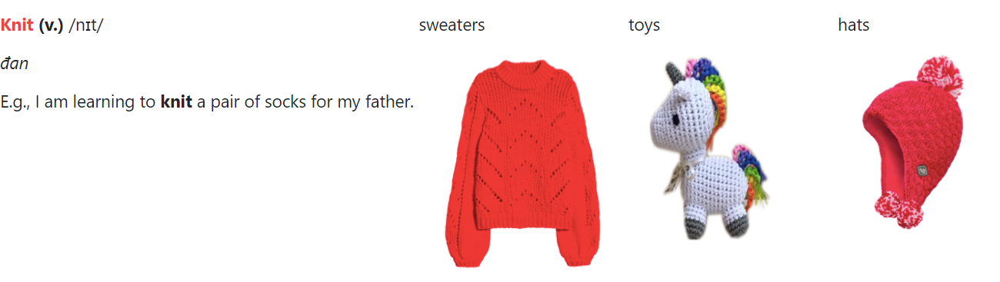 Knit (v.) /nɪt/
sweaters
toys
hats
đan
E.g., I am learning to knit a pair of socks for my father.